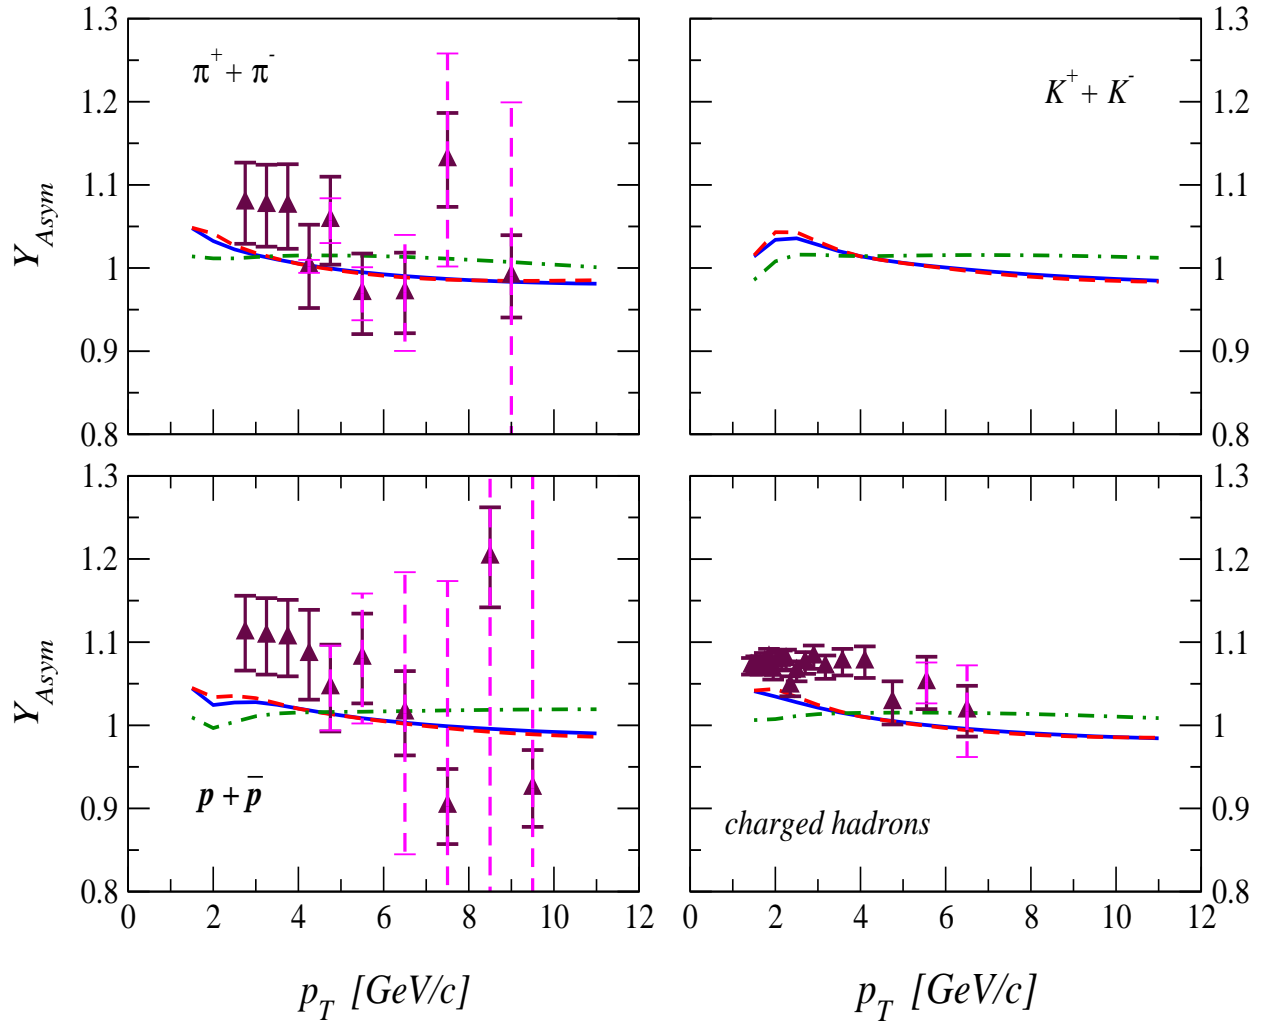 1.3
1.2
1.1
1
0.9
0.8
Y_Asym
π⁺ + π⁻
K⁺ + K⁻
1.3
1.2
1.1
1
0.9
0.8
1.3
1.2
1.1
1
0.9
0.8
Y_Asym
p + p̅
charged hadrons
1.3
1.2
1.1
1
0.9
0.8
0 2 4 6 8 10 12
0 2 4 6 8 10 12
p_T [GeV/c]
p_T [GeV/c]